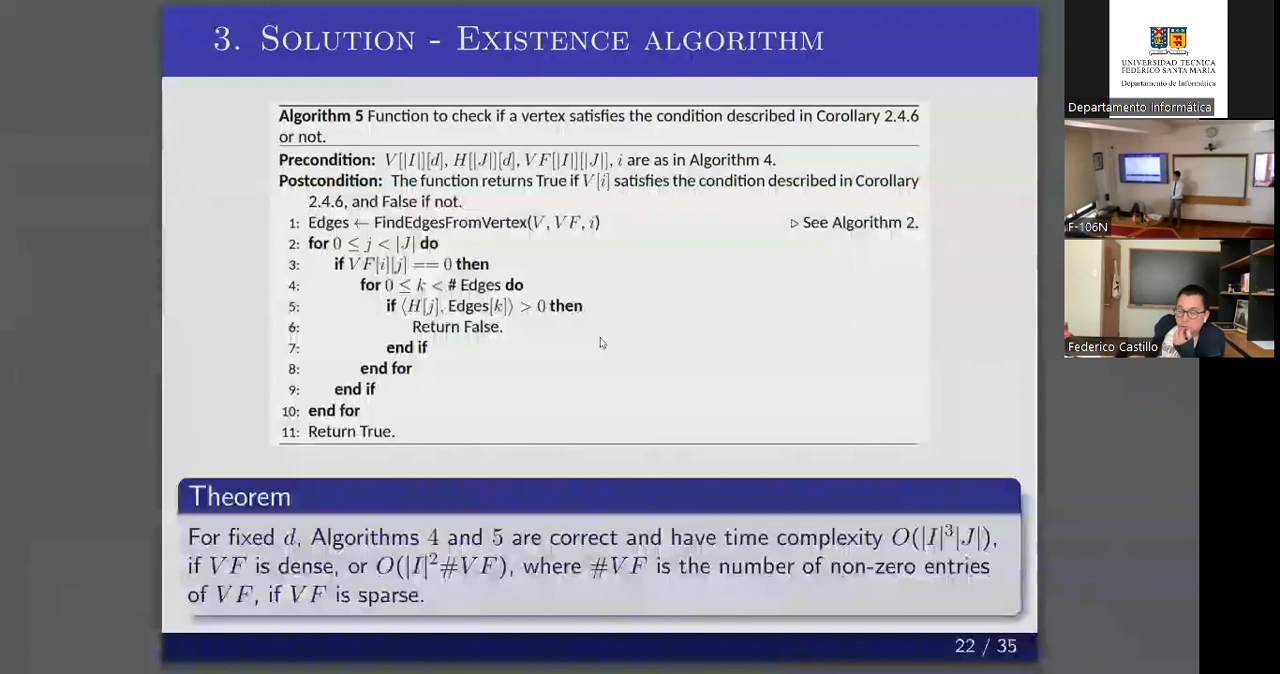 3. Solution - Existence algorithm
Algorithm 5 Function to check if a vertex satisfies the condition described in Corollary 2.4.6
or not.
Precondition: V[|I|][d], H[|J|][d], VF[|I|][|J|], i are as in Algorithm 4.
Postcondition: The function returns True if V[i] satisfies the condition described in Corollary
2.4.6, and False if not.
1: Edges ← FindEdgesFromVertex(V, VF, i) ▷ See Algorithm 2.
2: for 0 ≤ j < |J| do
3: if VF[i][j] == 0 then
4: for 0 ≤ k < # Edges do
5: if ⟨H[j], Edges[k]⟩ > 0 then
6: Return False.
7: end if
8: end for
9: end if
10: end for
11: Return True.
Theorem
For fixed d, Algorithms 4 and 5 are correct and have time complexity O(|I|³|J|),
if VF is dense, or O(|I|²#VF), where #VF is the number of non-zero entries
of VF, if VF is sparse.
22 / 35
UNIVERSIDAD TECNICA
FEDERICO SANTA MARIA
Departamento de Informática
Departamento Informática
F-106N
Federico Castillo